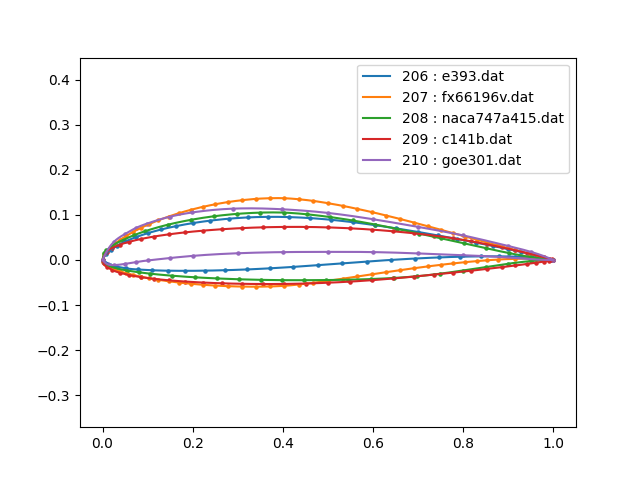 0.4
0.3
0.2
0.1
0.0
−0.1
−0.2
−0.3
0.0 0.2 0.4 0.6 0.8 1.0
206 : e393.dat
207 : fx66196v.dat
208 : naca747a415.dat
209 : c141b.dat
210 : goe301.dat